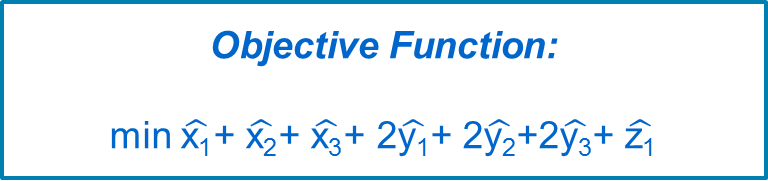 Objective Function:
min x̂₁+ x̂₂+ x̂₃+ 2ŷ₁+ 2ŷ₂+2ŷ₃+ ẑ₁